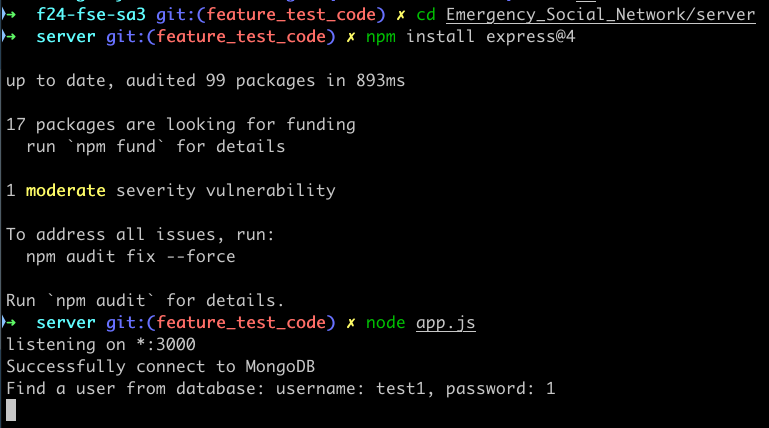 ➜  f24-fse-sa3 git:(feature_test_code) ✗ cd Emergency_Social_Network/server
➜  server git:(feature_test_code) ✗ npm install express@4
up to date, audited 99 packages in 893ms
17 packages are looking for funding
  run `npm fund` for details
1 moderate severity vulnerability
To address all issues, run:
  npm audit fix --force
Run `npm audit` for details.
➜  server git:(feature_test_code) ✗ node app.js
listening on *:3000
Successfully connect to MongoDB
Find a user from database: username: test1, password: 1